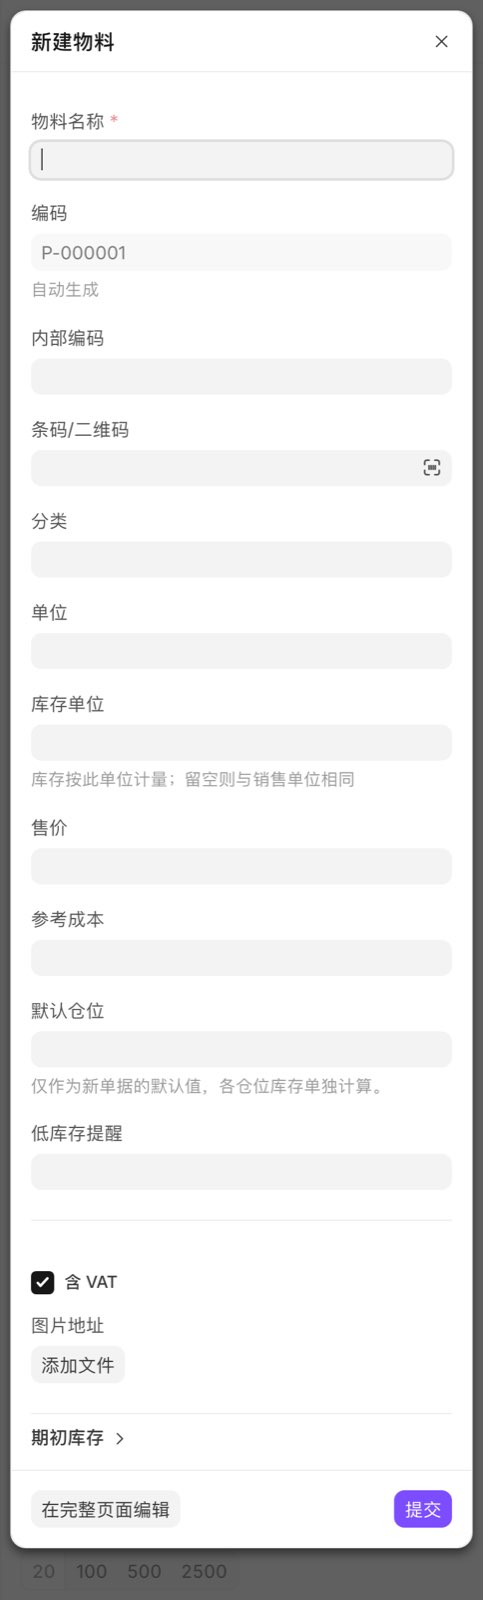 新建物料
物料名称 *
编码
P-000001
自动生成
内部编码
条码/二维码
分类
单位
库存单位
库存按此单位计量；留空则与销售单位相同
售价
参考成本
默认仓位
仅作为新单据的默认值，各仓位库存单独计算。
低库存提醒
含 VAT
图片地址
添加文件
期初库存
在完整页面编辑
提交
20 100 500 2500